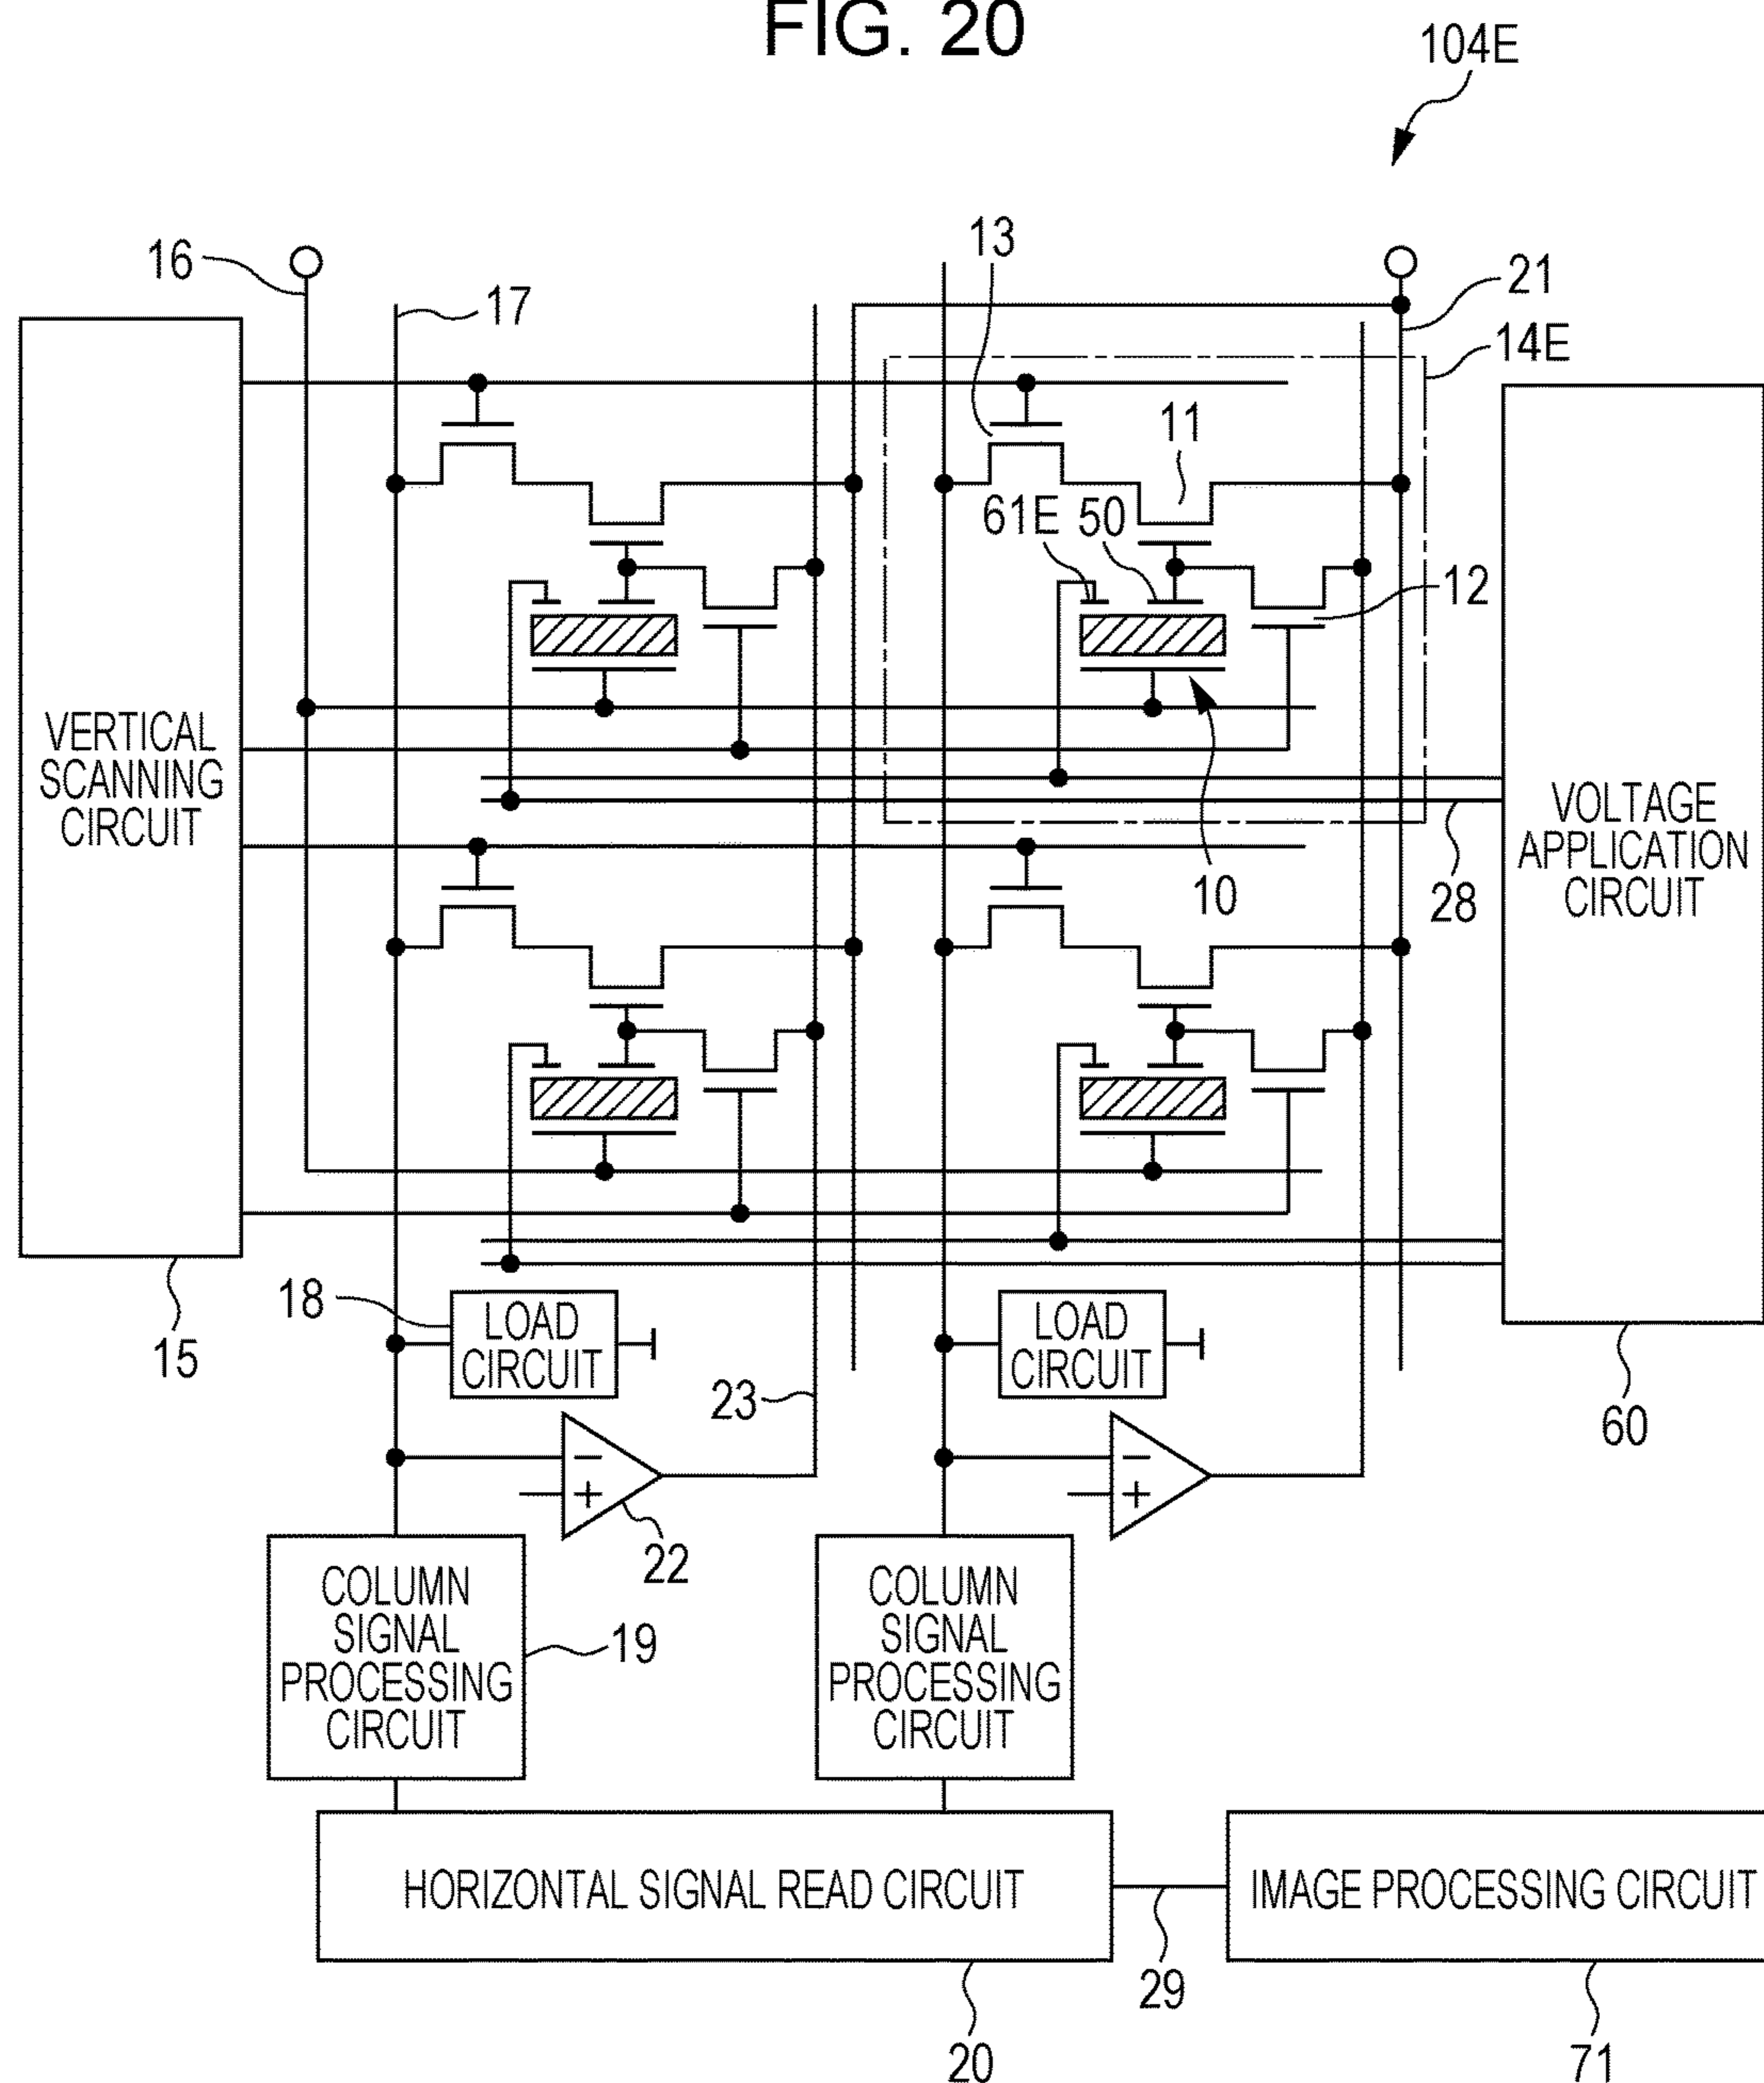 FIG. 20
104E
16
17
13
21
14E
11
61E
50
12
VERTICAL
SCANNING
CIRCUIT
VOLTAGE
APPLICATION
CIRCUIT
10
28
15
18
LOAD
CIRCUIT
LOAD
CIRCUIT
23
60
−
+
−
+
22
COLUMN
SIGNAL
PROCESSING
CIRCUIT
19
COLUMN
SIGNAL
PROCESSING
CIRCUIT
HORIZONTAL SIGNAL READ CIRCUIT
IMAGE PROCESSING CIRCUIT
29
20
71